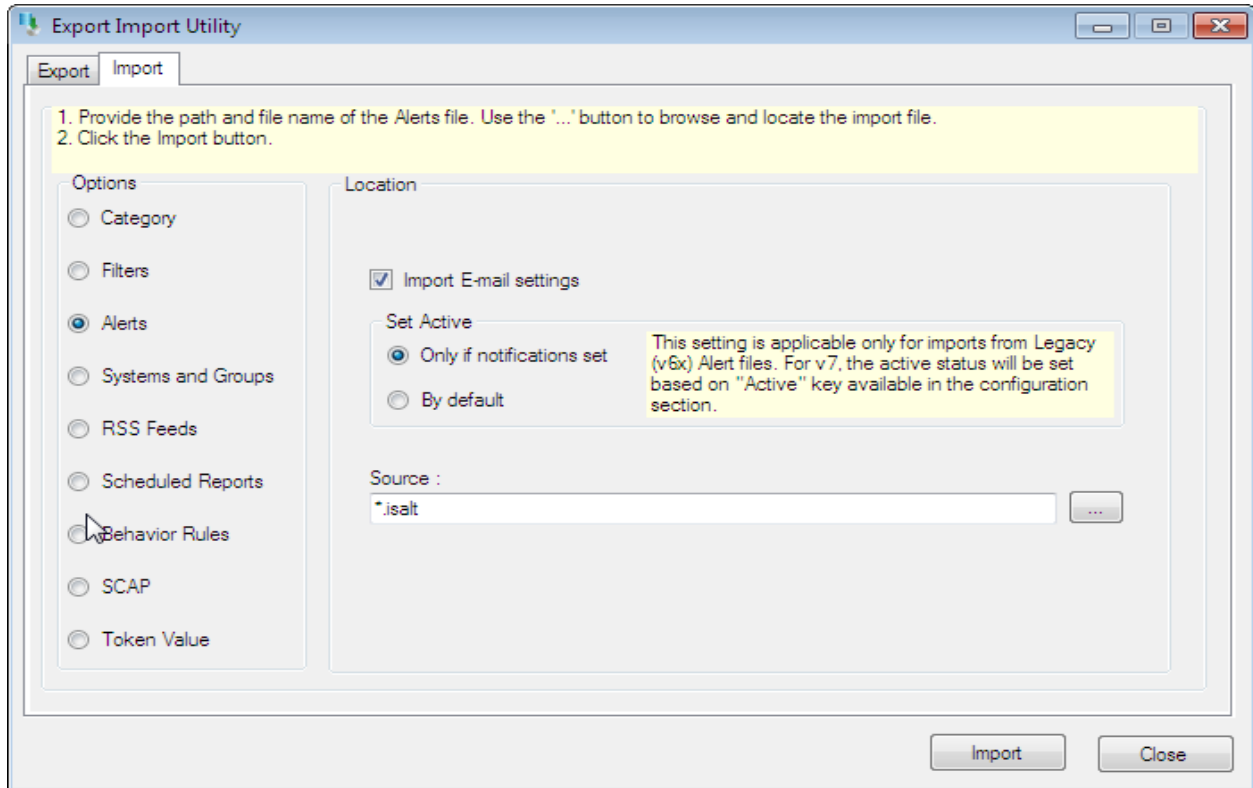 Export Import Utility
Export
Import
1. Provide the path and file name of the Alerts file. Use the '...' button to browse and locate the import file.
2. Click the Import button.
Options
Category
Filters
Alerts
Systems and Groups
RSS Feeds
Scheduled Reports
Behavior Rules
SCAP
Token Value
Location
Import E-mail settings
Set Active
Only if notifications set
By default
This setting is applicable only for imports from Legacy
(v6x) Alert files. For v7, the active status will be set
based on "Active" key available in the configuration
section.
Source :
*.isalt
...
Import
Close